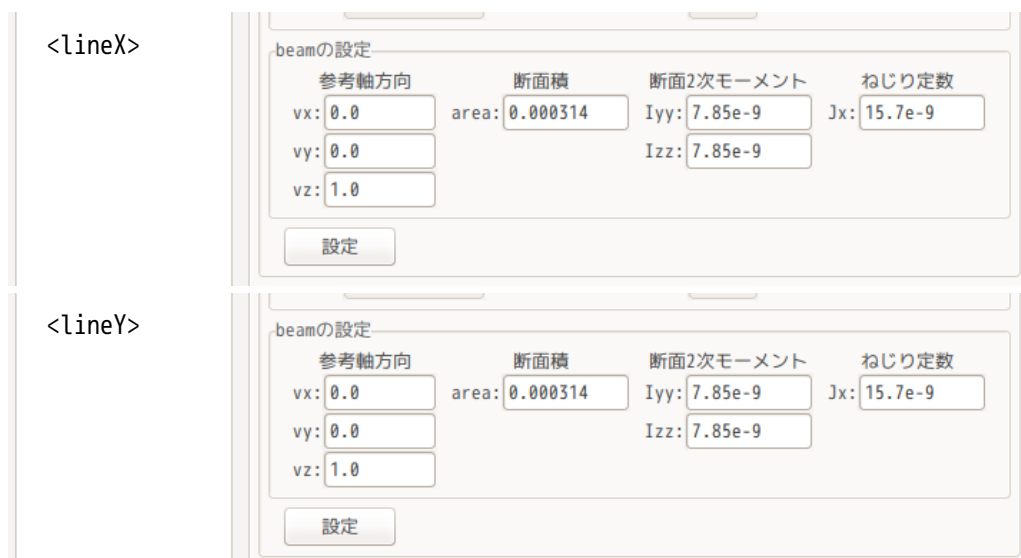 <lineX>
beamの設定
参考軸方向 断面積 断面2次モーメント ねじり定数
vx: 0.0 area: 0.000314 Iyy: 7.85e-9 Jx: 15.7e-9
vy: 0.0 Izz: 7.85e-9
vz: 1.0
設定
<lineY>
beamの設定
参考軸方向 断面積 断面2次モーメント ねじり定数
vx: 0.0 area: 0.000314 Iyy: 7.85e-9 Jx: 15.7e-9
vy: 0.0 Izz: 7.85e-9
vz: 1.0
設定